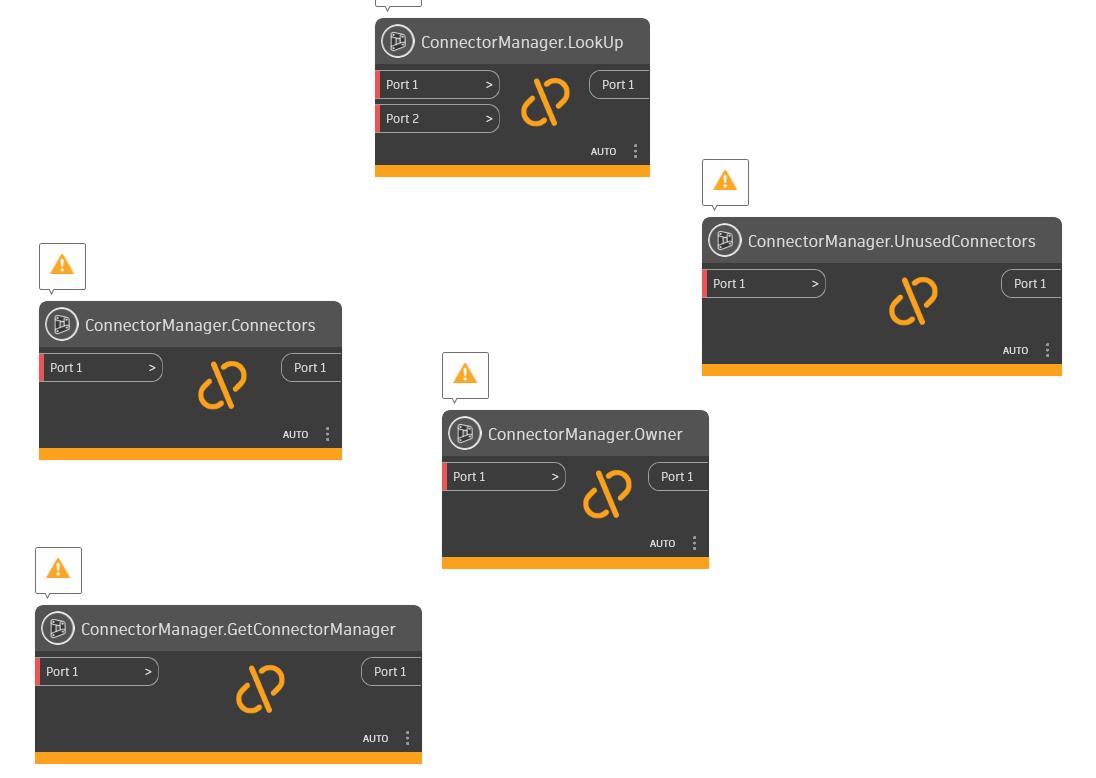 ConnectorManager.LookUp
Port 1 >
Port 1
Port 2 >
AUTO
ConnectorManager.UnusedConnectors
Port 1 >
Port 1
AUTO
ConnectorManager.Connectors
Port 1 >
Port 1
AUTO
ConnectorManager.Owner
Port 1 >
Port 1
AUTO
ConnectorManager.GetConnectorManager
Port 1 >
Port 1
AUTO